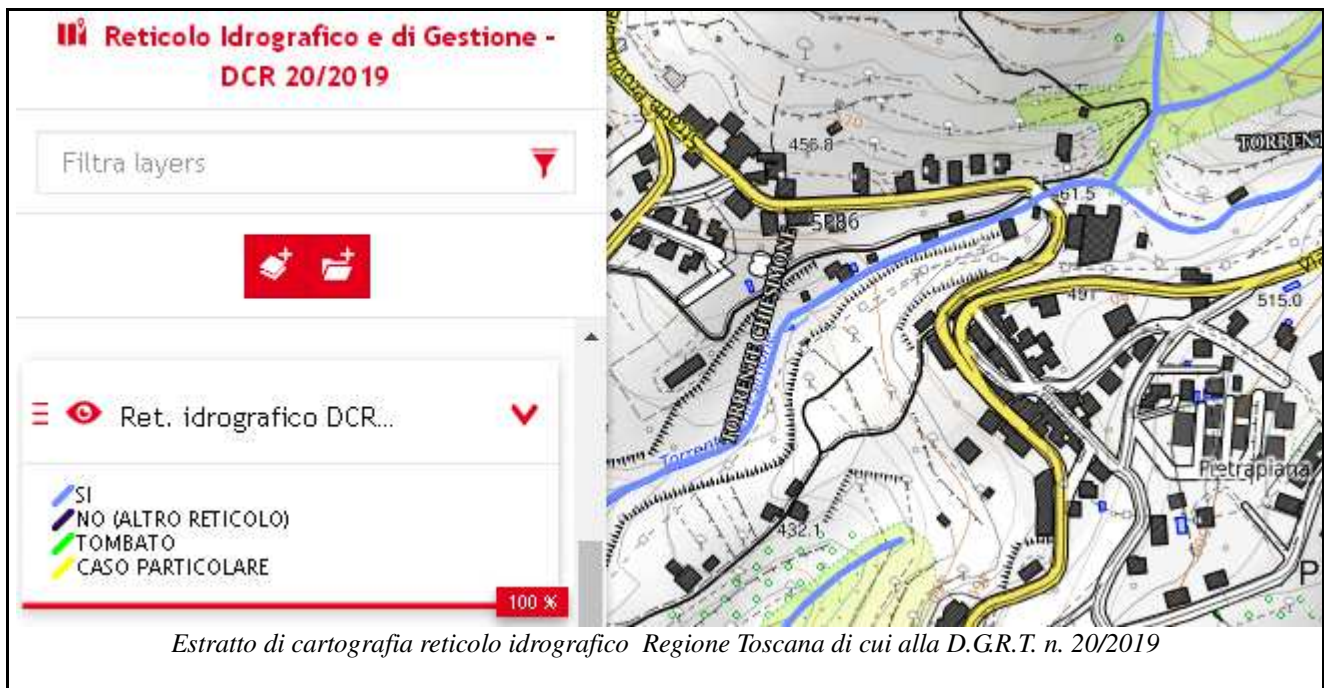 Reticolo Idrografico e di Gestione -
DCR 20/2019
Filtra layers
Ret. idrografico DCR...
SI
NO (ALTRO RETICOLO)
TOMBATO
CASO PARTICOLARE
100 %
456.8
TORRENT
61.5
TORRENTE CHIESIMONE
491
515.0
Torrent
Pietrapiana
432.1
P
Estratto di cartografia reticolo idrografico Regione Toscana di cui alla D.G.R.T. n. 20/2019